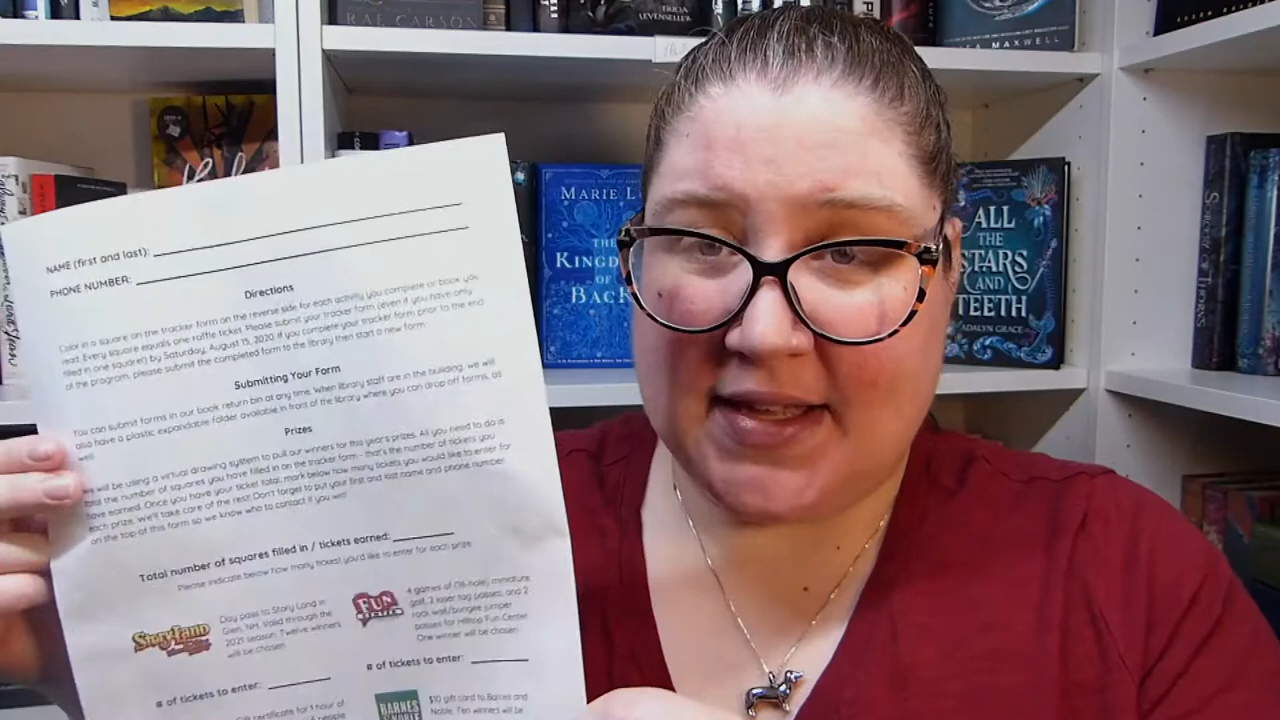 RAE CARSON
TRICIA
LEVENSELLER
MAXWELL
MARIE
THE
KINGD
OF
BACK
ALL
THE
STARS
AND
TEETH
ADALYN GRACE
NAME (first and last):
PHONE NUMBER:
Directions
Color in a square on the tracker form on the reverse side for each activity you complete or book you
read. Every square equals one raffle ticket. Please submit your tracker form (even if you have only
filled in one square!) by Saturday, August 15, 2020. If you complete your tracker form prior to the end
of the program, please submit the completed form to the library then start a new form.
Submitting Your Form
You can submit forms in our book return bin at any time. When library staff are in the building, we will
also have a plastic expandable folder available in front of the library where you can drop off forms, as
well.
Prizes
We will be using a virtual drawing system to pull our winners for this year's prizes. All you need to do is
total the number of squares you have filled in on the tracker form - that's the number of tickets you
have earned. Once you have your ticket total, mark below how many tickets you would like to enter for
each prize. We'll take care of the rest! Don't forget to put your first and last name and phone number
on the top of this form so we know who to contact if you win!
Total number of squares filled in / tickets earned:
Please indicate below how many you'd like to enter for each prize.
StoryLand
Day pass to Story Land in
Glen, NH. Valid through the
2021 season. Twelve winners
will be chosen.
# of tickets to enter:
FUN
4 games of (18-hole) miniature
golf, 2 laser tag passes, and 2
rock wall/bungee jumper
passes for Hilltop Fun Center.
One winner will be chosen.
# of tickets to enter:
Gift certificate for 1 hour of
people
BARNES
& NOBLE
$10 gift card to Barnes and
Noble. Ten winners will be